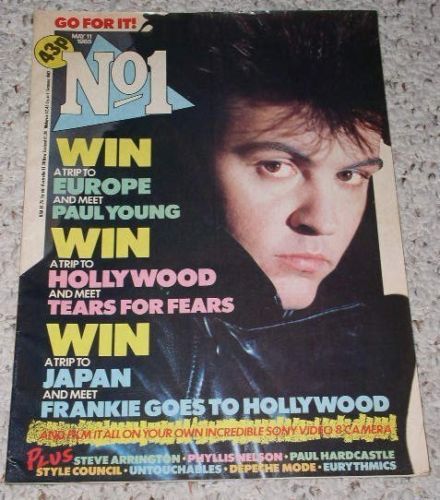 GO FOR IT!
43p
MAY 11
1985
No1
WIN
A TRIP TO
EUROPE
AND MEET
PAUL YOUNG
WIN
A TRIP TO
HOLLYWOOD
AND MEET
TEARS FOR FEARS
WIN
A TRIP TO
JAPAN
AND MEET
FRANKIE GOES TO HOLLYWOOD
AND FILM IT ALL ON YOUR OWN INCREDIBLE SONY VIDEO 8 CAMERA
PLUS STEVE ARRINGTON · PHYLLIS NELSON · PAUL HARDCASTLE
STYLE COUNCIL · UNTOUCHABLES · DEPECHE MODE · EURYTHMICS